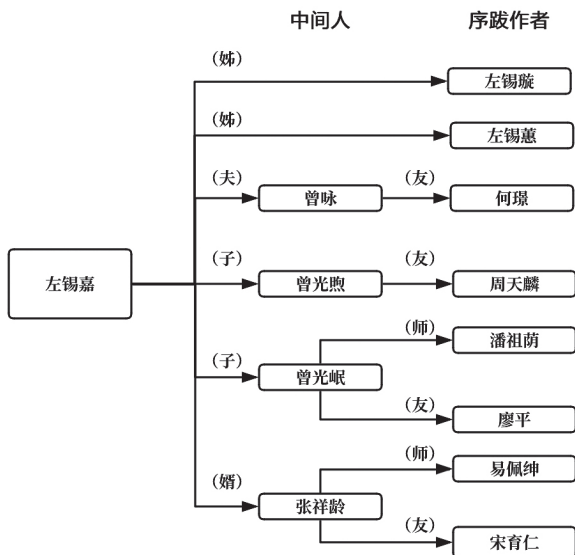 中间人 序跋作者
（姊） 左锡璇
（姊） 左锡蕙
（夫） 曾咏 （友） 何璟
左锡嘉 （子） 曾光煦 （友） 周天麟
（师） 潘祖荫
（子） 曾光岷
（友） 廖平
（师） 易佩绅
（婿） 张祥龄
（友） 宋育仁